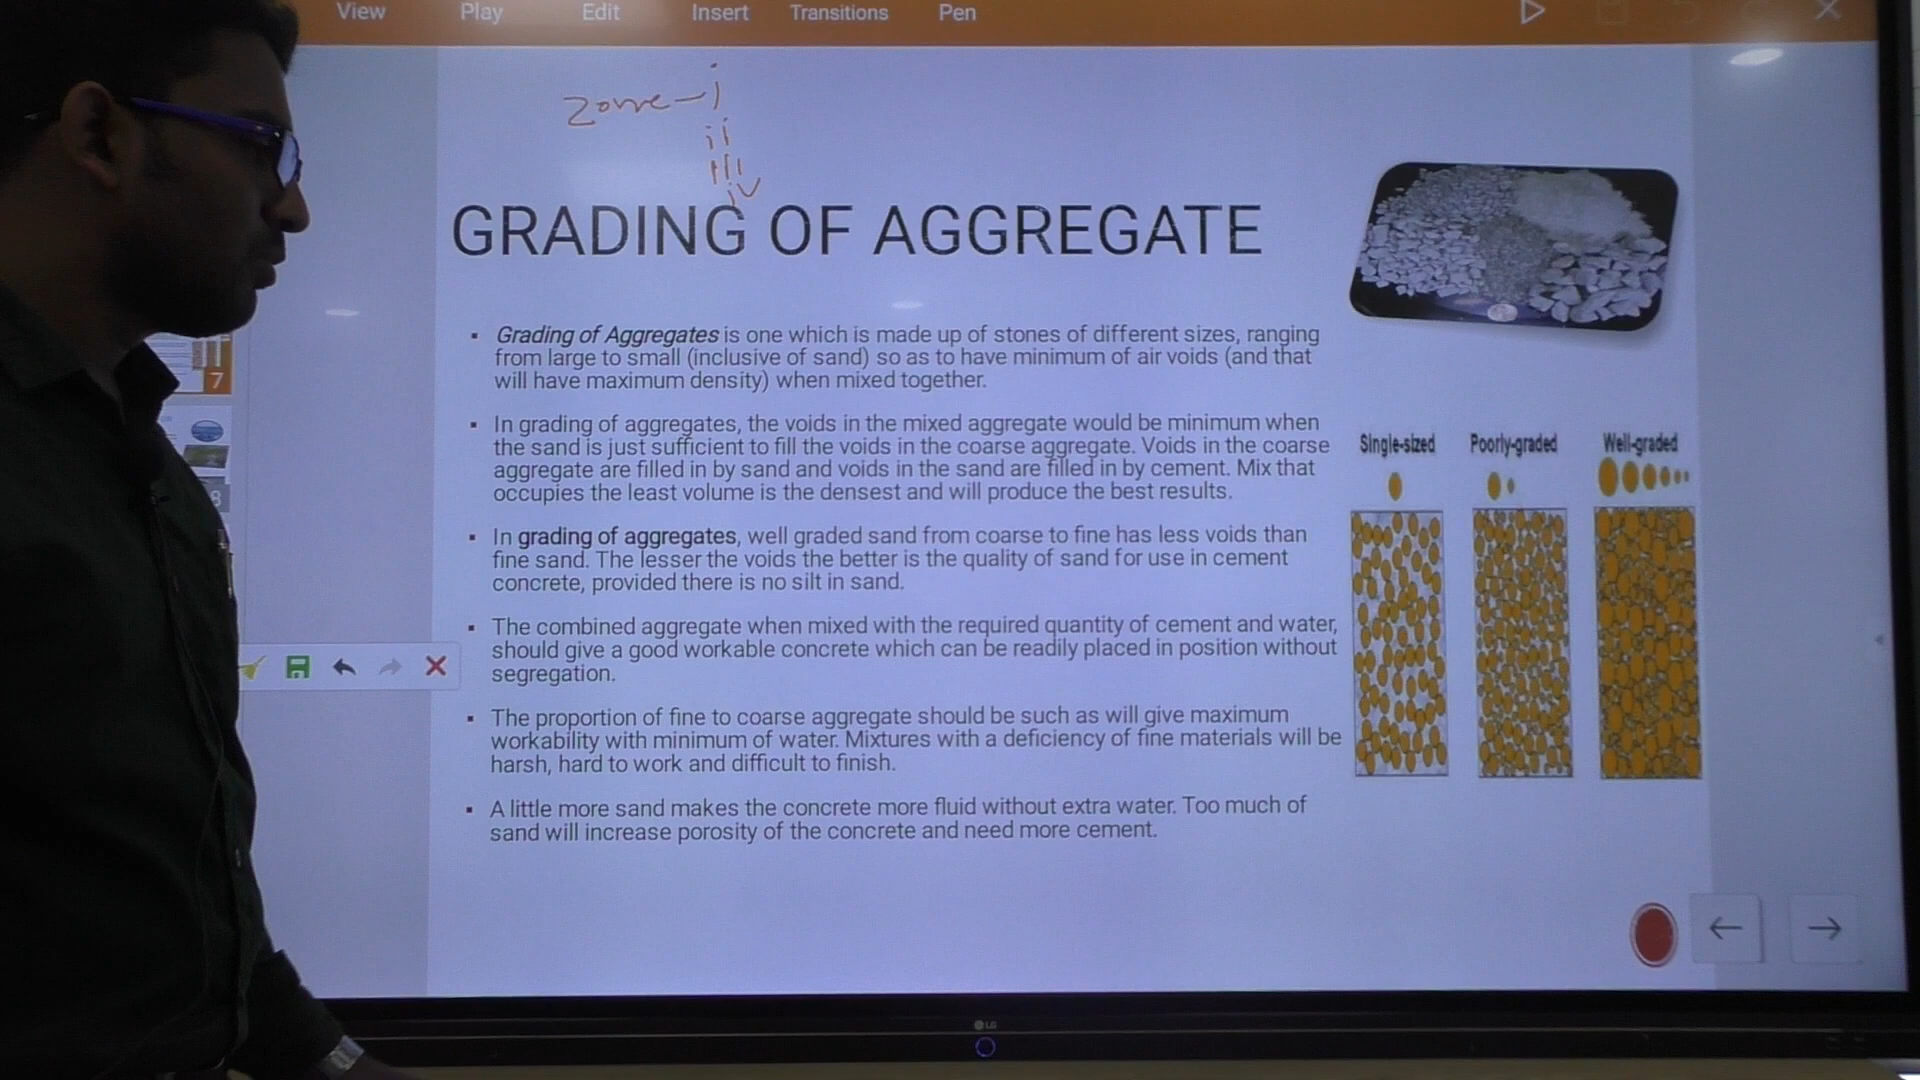 View Play Edit Insert Transitions Pen
Zone - i
ii
iii
iv
GRADING OF AGGREGATE
▪ Grading of Aggregates is one which is made up of stones of different sizes, ranging
from large to small (inclusive of sand) so as to have minimum of air voids (and that
will have maximum density) when mixed together.
▪ In grading of aggregates, the voids in the mixed aggregate would be minimum when
the sand is just sufficient to fill the voids in the coarse aggregate. Voids in the coarse
aggregate are filled in by sand and voids in the sand are filled in by cement. Mix that
occupies the least volume is the densest and will produce the best results.
▪ In grading of aggregates, well graded sand from coarse to fine has less voids than
fine sand. The lesser the voids the better is the quality of sand for use in cement
concrete, provided there is no silt in sand.
▪ The combined aggregate when mixed with the required quantity of cement and water,
should give a good workable concrete which can be readily placed in position without
segregation.
▪ The proportion of fine to coarse aggregate should be such as will give maximum
workability with minimum of water. Mixtures with a deficiency of fine materials will be
harsh, hard to work and difficult to finish.
▪ A little more sand makes the concrete more fluid without extra water. Too much of
sand will increase porosity of the concrete and need more cement.
Single-sized Poorly-graded Well-graded
7
8
LG